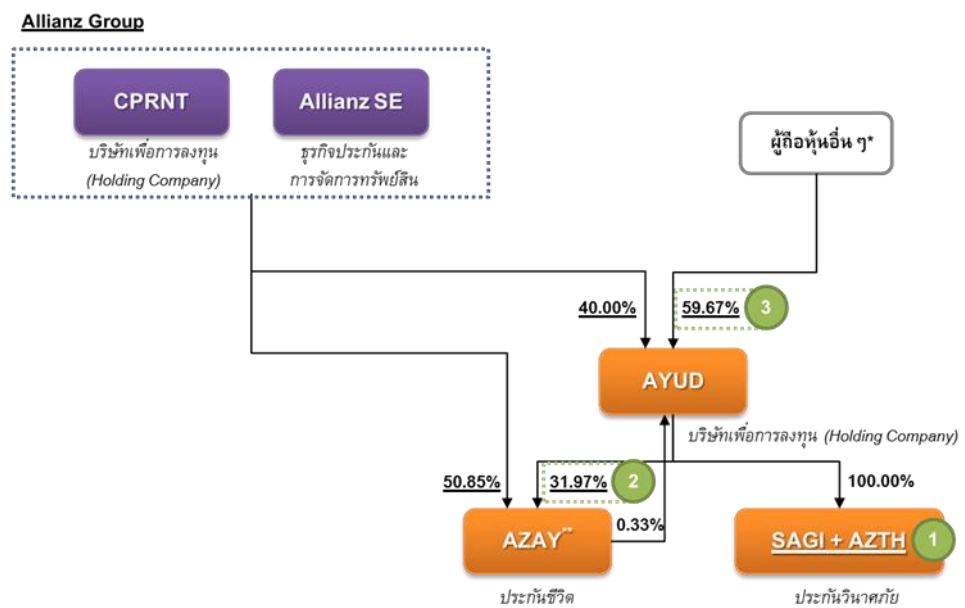 Allianz Group
CPRNT
Allianz SE
บริษัทเพื่อการลงทุน
(Holding Company)
ธุรกิจประกันและ
การจัดการทรัพย์สิน
ผู้ถือหุ้นอื่น ๆ*
40.00%
59.67%
3
AYUD
บริษัทเพื่อการลงทุน (Holding Company)
50.85%
31.97%
2
100.00%
0.33%
AZAY**
SAGI + AZTH
1
ประกันชีวิต
ประกันวินาศภัย